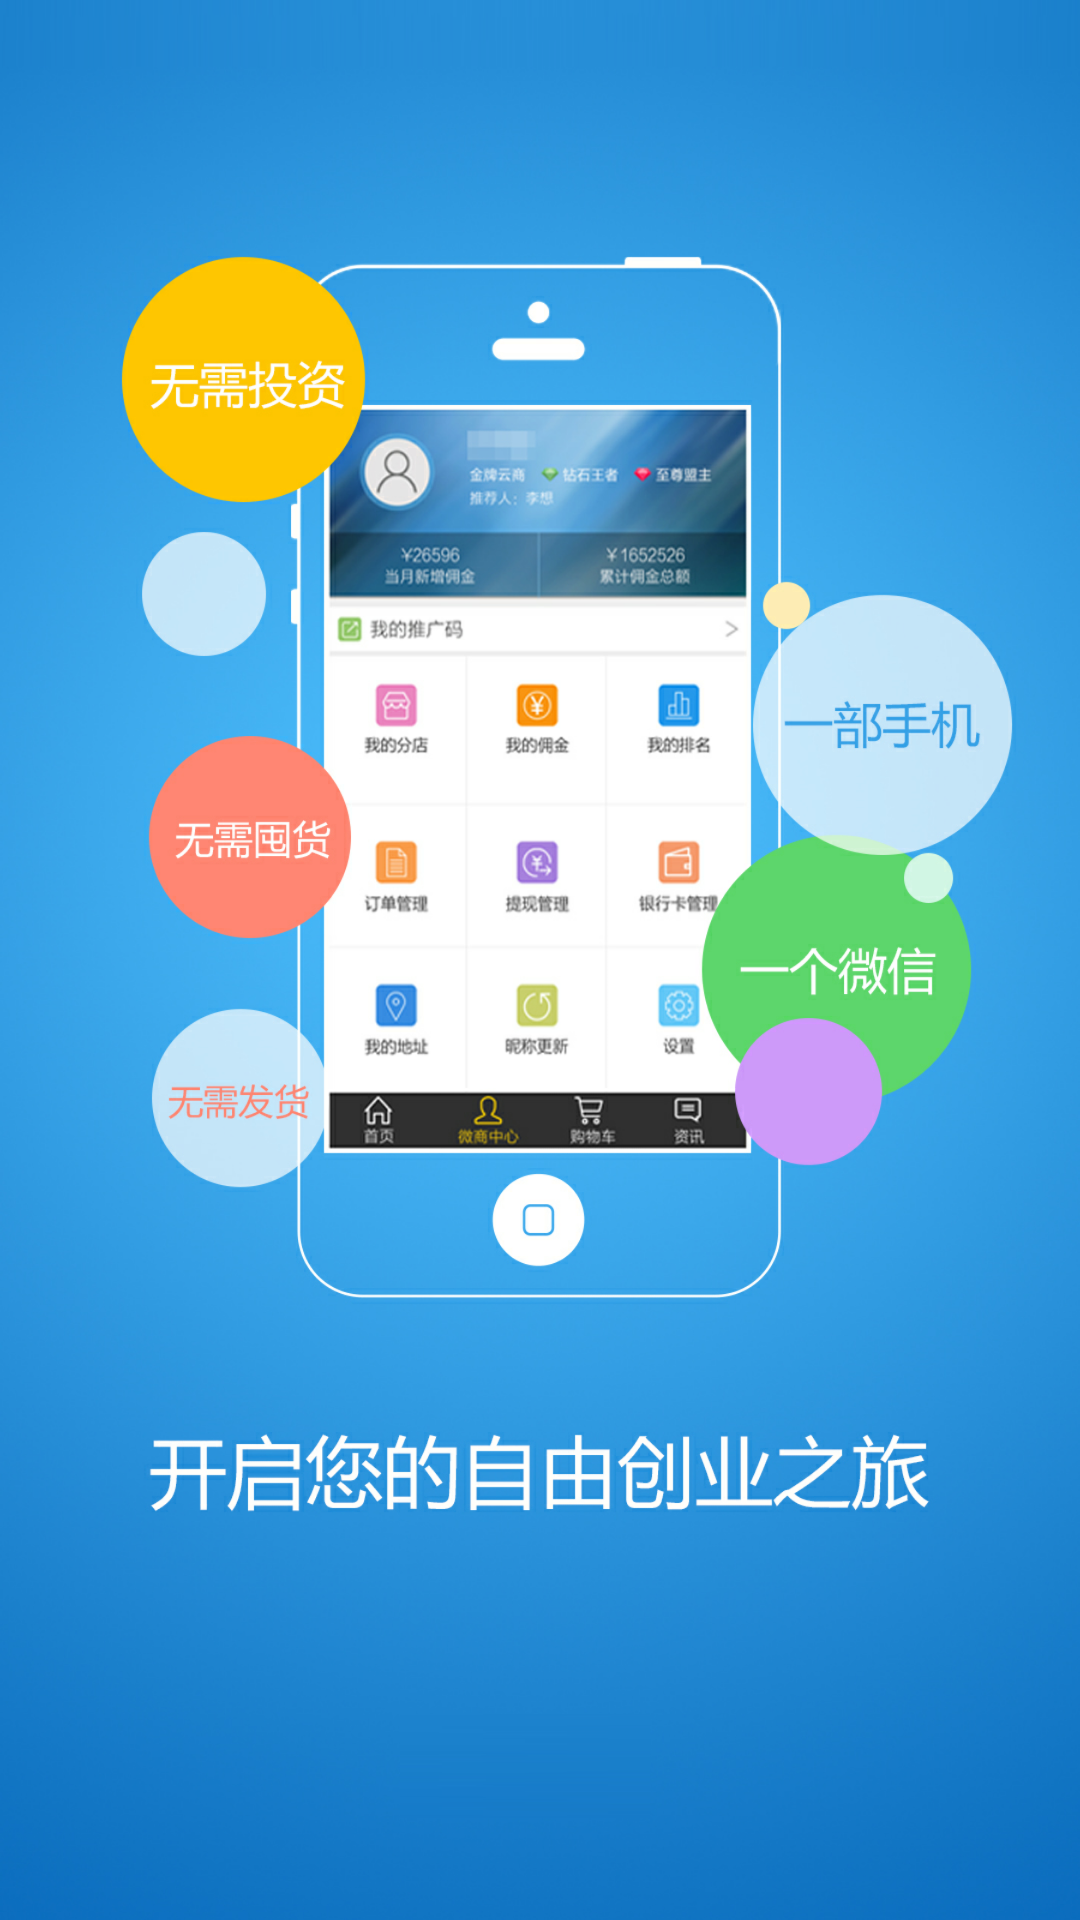 无需投资
金牌云商 钻石王者 至尊盟主
推荐人：李想
¥26596 ¥1652526
当月新增佣金 累计佣金总额
我的推广码
一部手机
我的分店 我的佣金 我的排名
无需囤货
订单管理 提现管理 银行卡管理
一个微信
我的地址 昵称更新 设置
无需发货
首页 微商中心 购物车 资讯
开启您的自由创业之旅